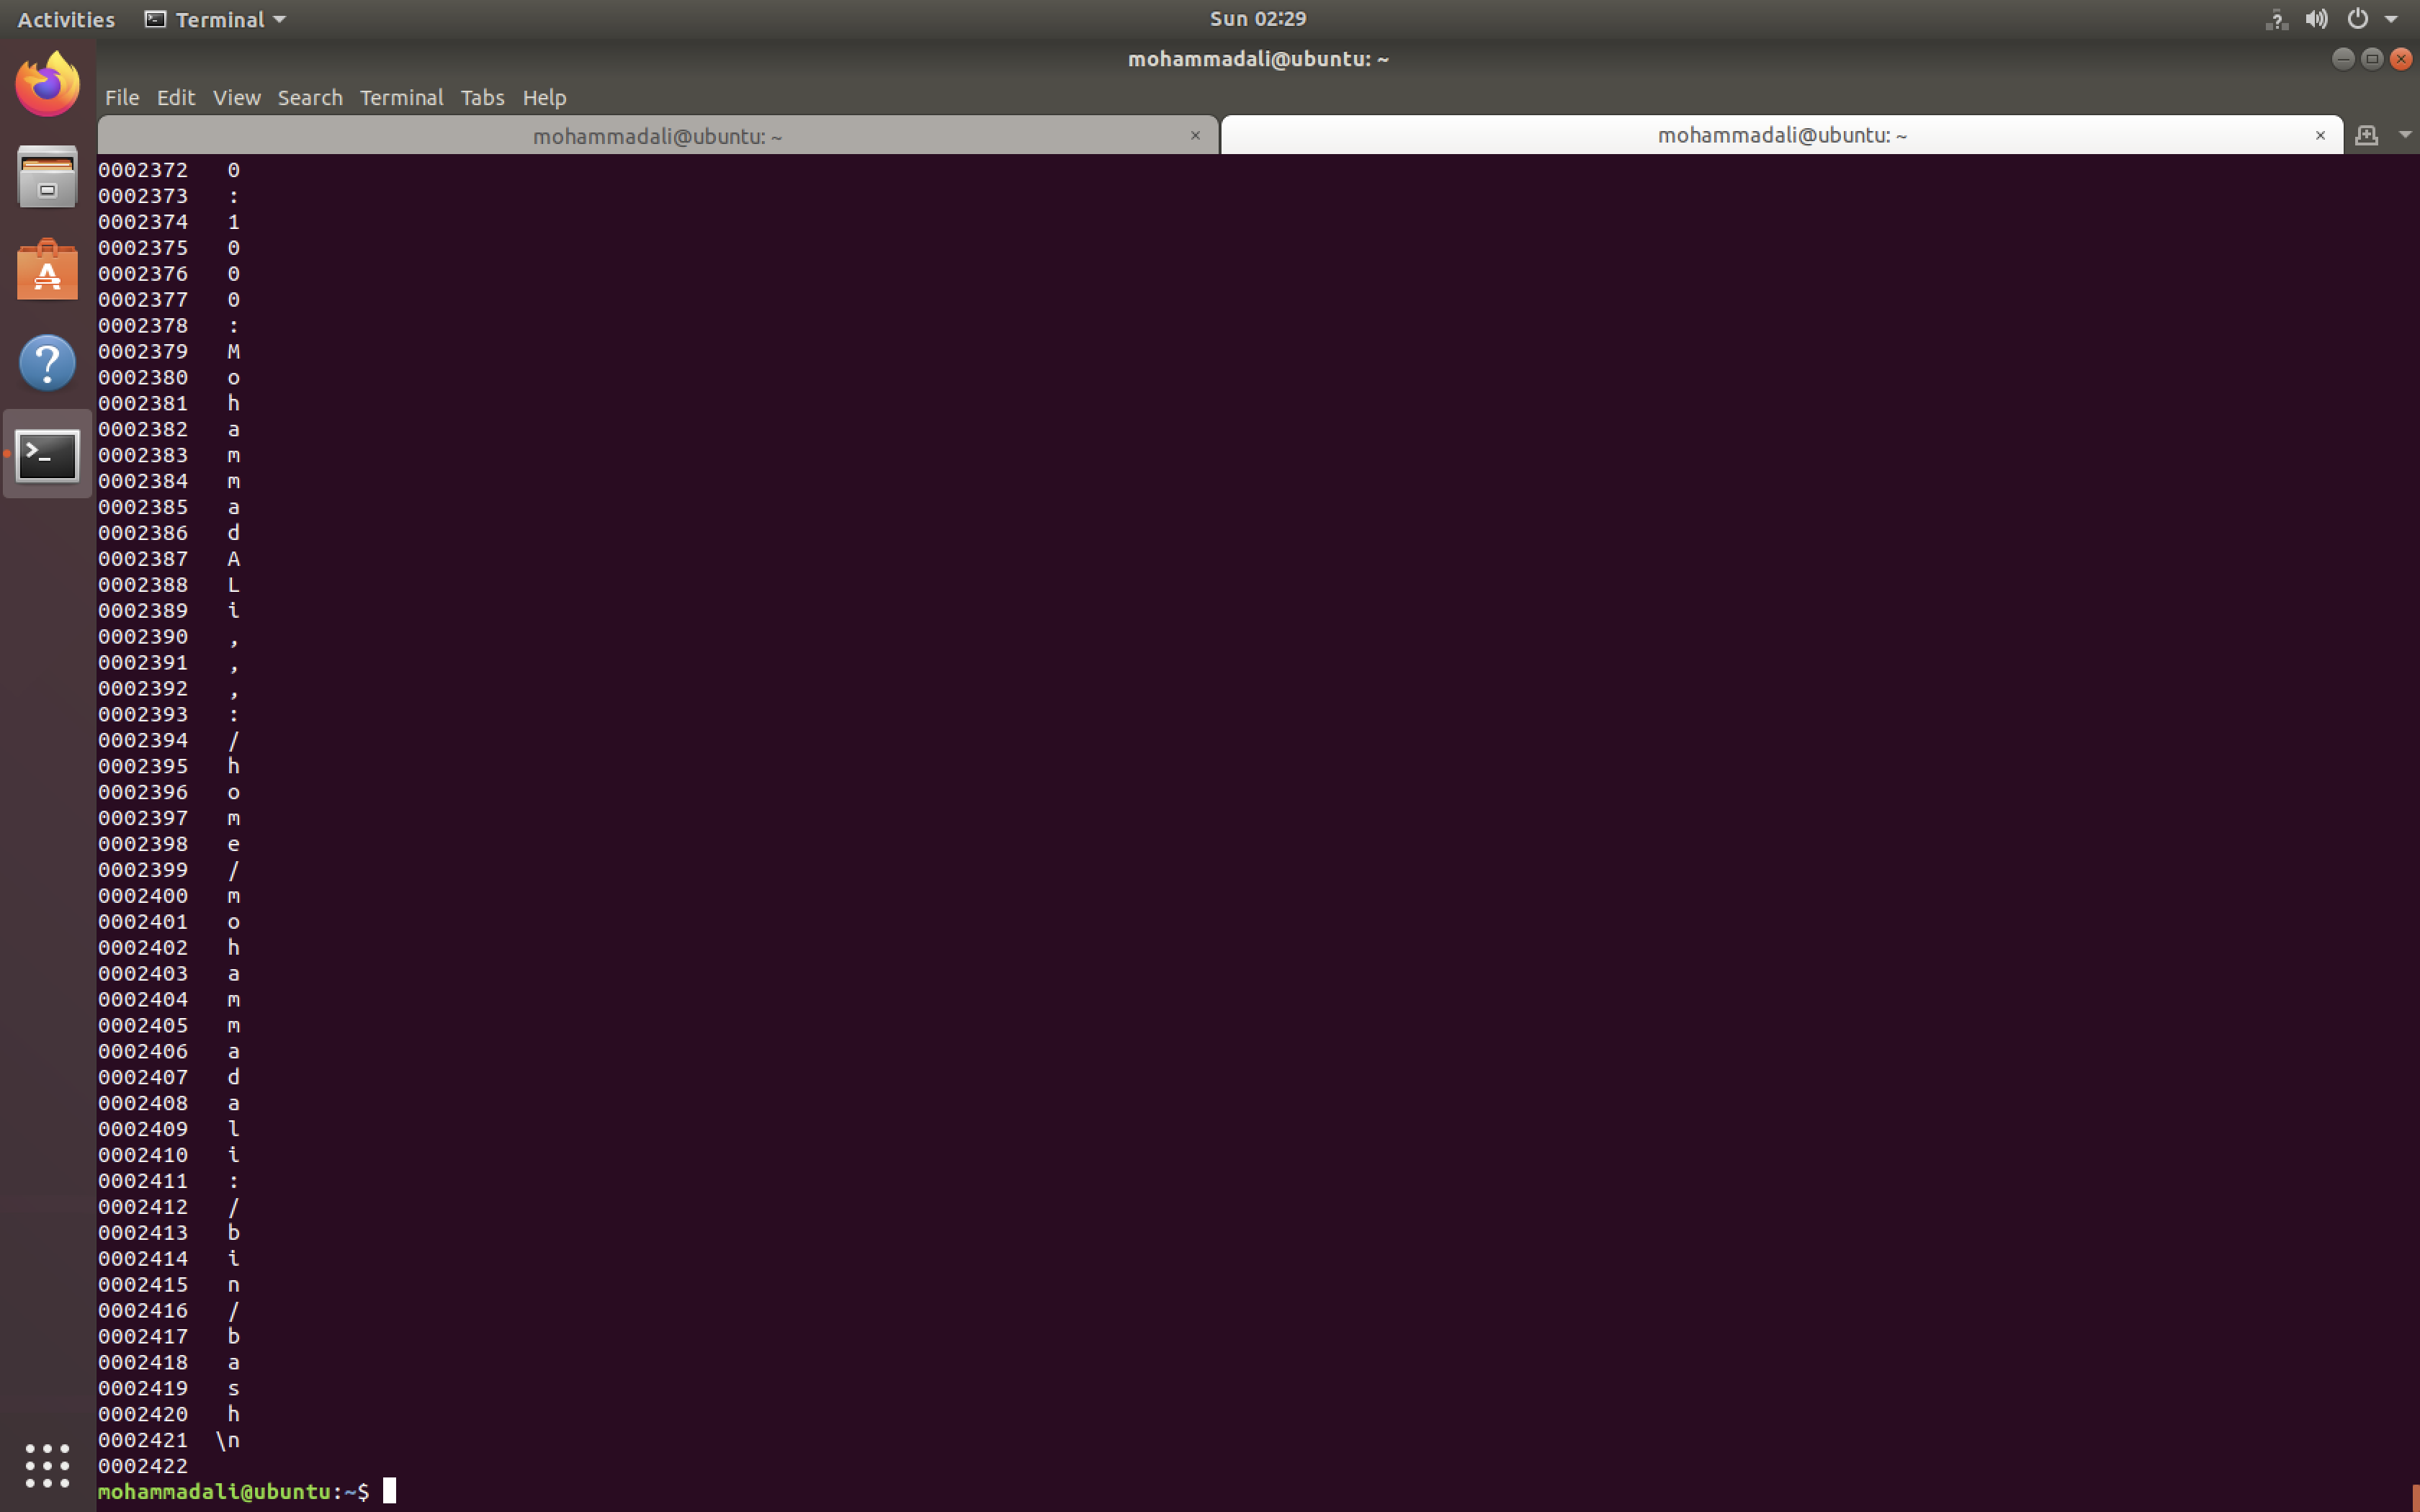 Activities Terminal Sun 02:29
mohammadali@ubuntu: ~
File Edit View Search Terminal Tabs Help
mohammadali@ubuntu: ~ × mohammadali@ubuntu: ~ ×
0002372 0
0002373 :
0002374 1
0002375 0
0002376 0
0002377 0
0002378 :
0002379 M
0002380 o
0002381 h
0002382 a
0002383 m
0002384 m
0002385 a
0002386 d
0002387 A
0002388 L
0002389 i
0002390 ,
0002391 ,
0002392 ,
0002393 :
0002394 /
0002395 h
0002396 o
0002397 m
0002398 e
0002399 /
0002400 m
0002401 o
0002402 h
0002403 a
0002404 m
0002405 m
0002406 a
0002407 d
0002408 a
0002409 l
0002410 i
0002411 :
0002412 /
0002413 b
0002414 i
0002415 n
0002416 /
0002417 b
0002418 a
0002419 s
0002420 h
0002421 \n
0002422
mohammadali@ubuntu:~$